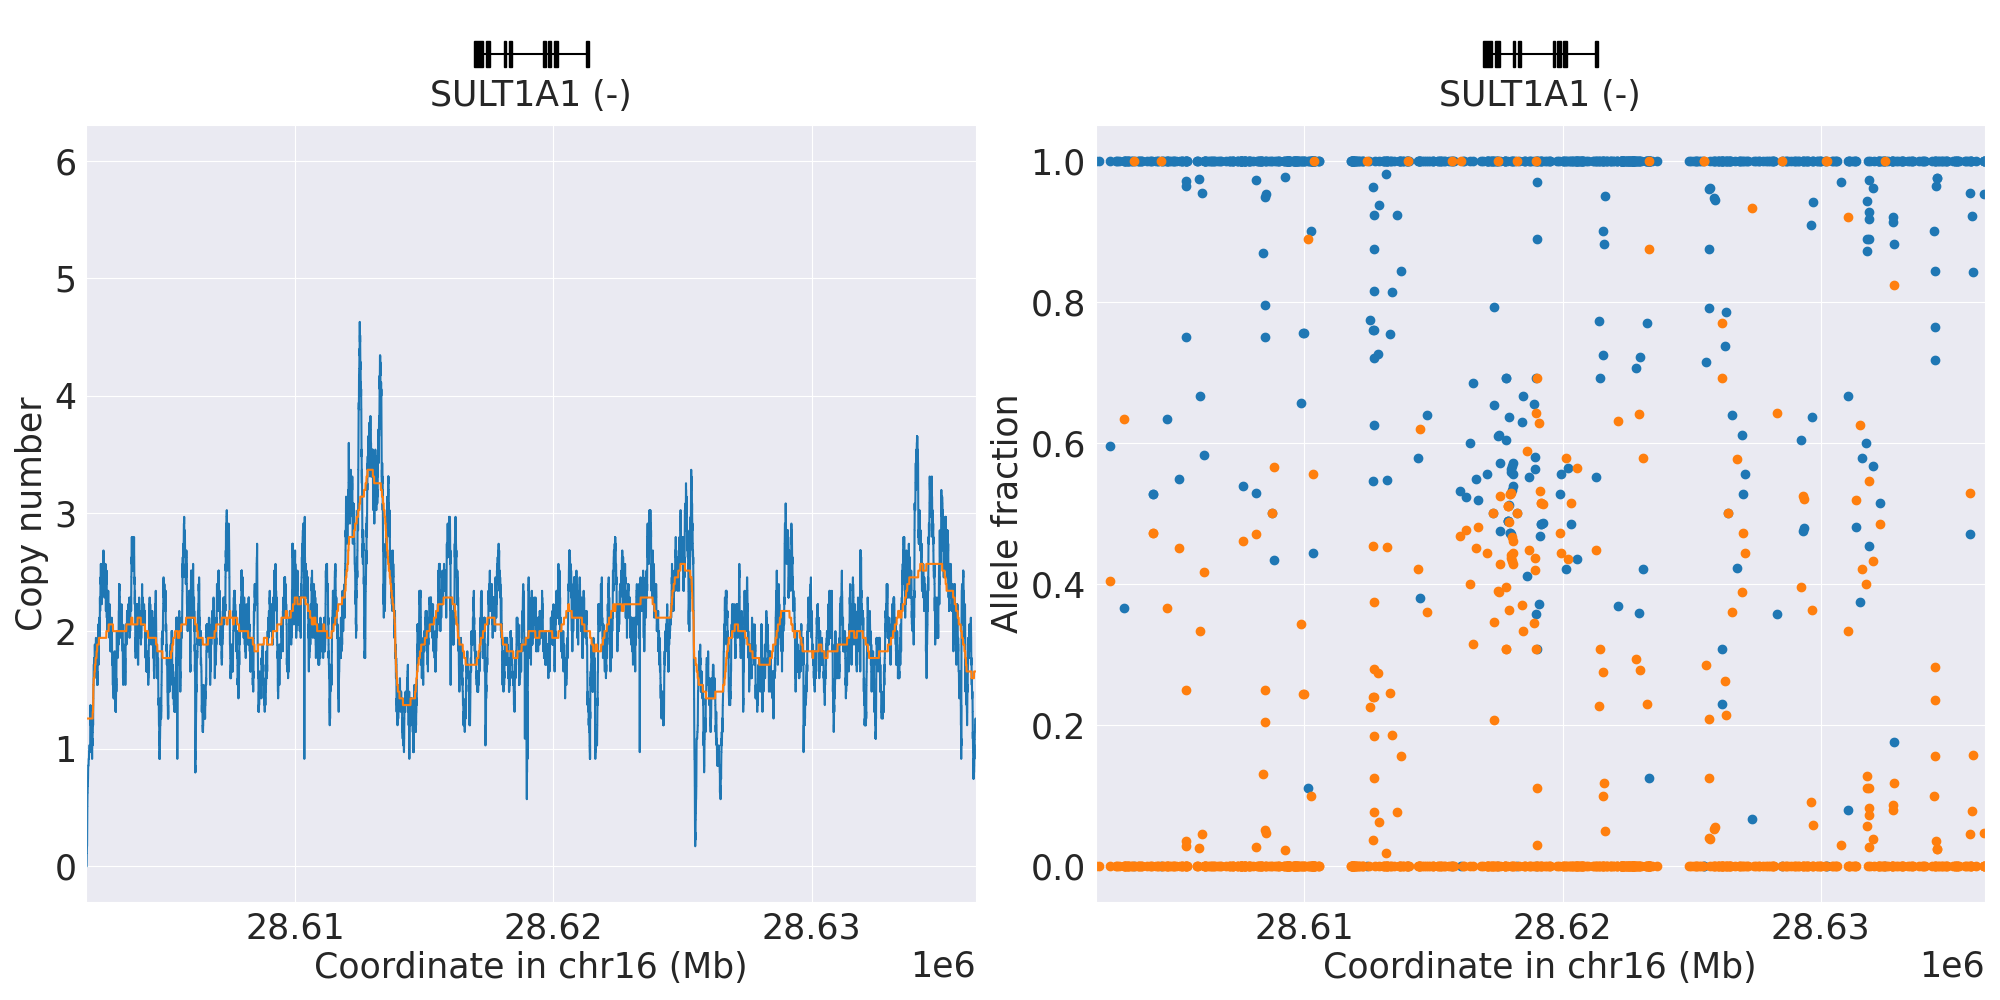 SULT1A1 (-)
6
5
4
3
2
1
0
Copy number
28.61
28.62
28.63
Coordinate in chr16 (Mb)
1e6
SULT1A1 (-)
1.0
0.8
0.6
0.4
0.2
0.0
Allele fraction
28.61
28.62
28.63
Coordinate in chr16 (Mb)
1e6